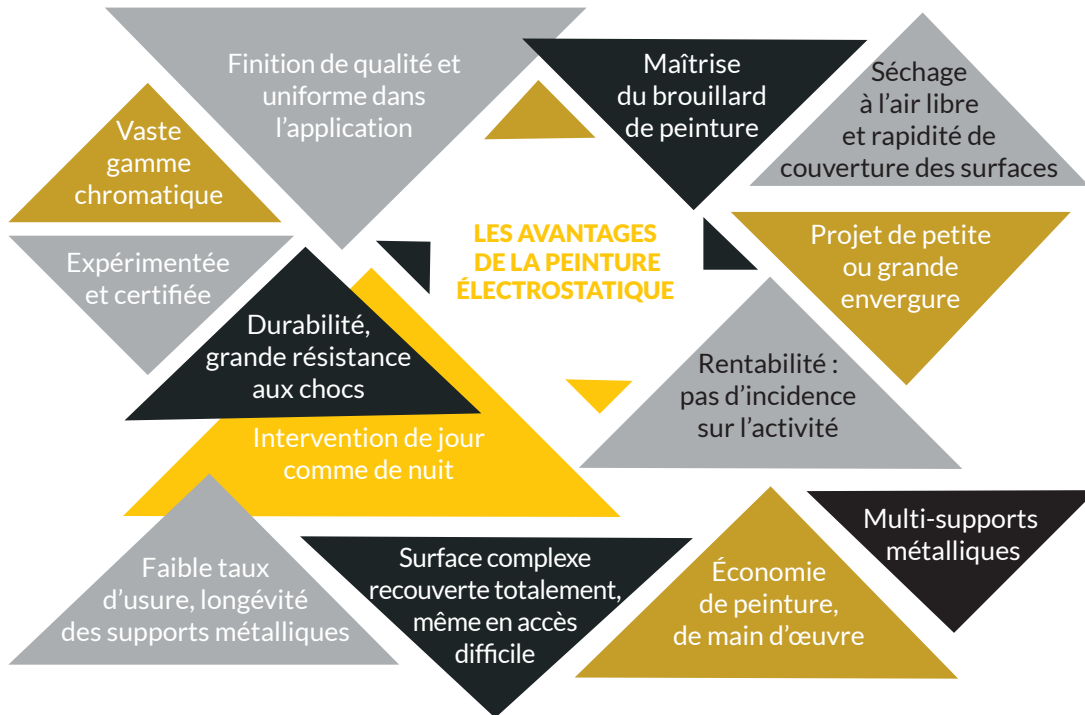 Finition de qualité et
uniforme dans
l’application
Maîtrise
du brouillard
de peinture
Séchage
à l’air libre
et rapidité de
couverture des surfaces
Vaste
gamme
chromatique
LES AVANTAGES
DE LA PEINTURE
ÉLECTROSTATIQUE
Projet de petite
ou grande
envergure
Expérimentée
et certifiée
Durabilité,
grande résistance
aux chocs
Rentabilité :
pas d’incidence
sur l’activité
Intervention de jour
comme de nuit
Multi-supports
métalliques
Faible taux
d’usure, longévité
des supports métalliques
Surface complexe
recouverte totalement,
même en accès
difficile
Économie
de peinture,
de main d’œuvre